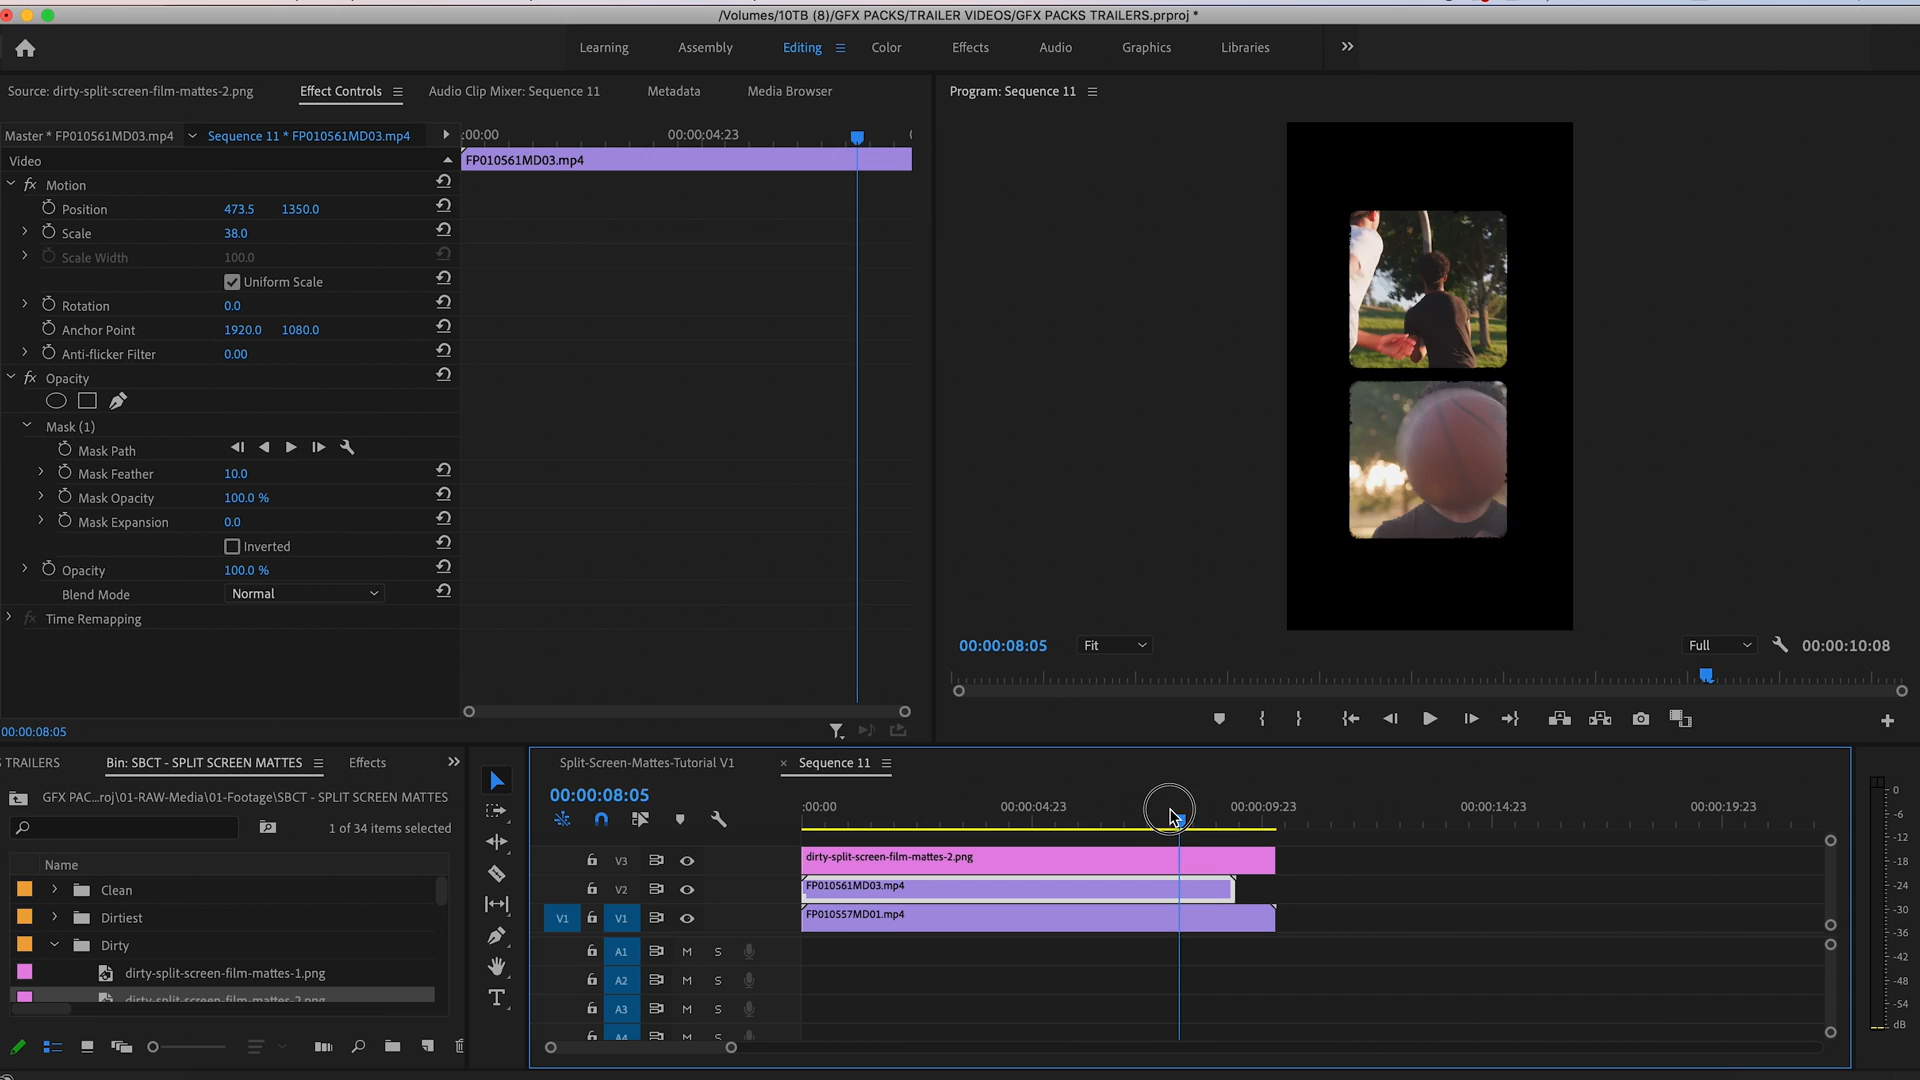 /Volumes/10TB (8)/GFX PACKS/TRAILER VIDEOS/GFX PACKS TRAILERS.prproj *
Learning Assembly Editing Color Effects Audio Graphics Libraries
Source: dirty-split-screen-film-mattes-2.png Effect Controls Audio Clip Mixer: Sequence 11 Metadata Media Browser
Program: Sequence 11
Master * FP010561MD03.mp4 Sequence 11 * FP010561MD03.mp4
:00:00 00:00:04:23
Video
FP010561MD03.mp4
fx Motion
Position 473.5 1350.0
Scale 38.0
Scale Width 100.0
Uniform Scale
Rotation 0.0
Anchor Point 1920.0 1080.0
Anti-flicker Filter 0.00
fx Opacity
Mask (1)
Mask Path
Mask Feather 10.0
Mask Opacity 100.0 %
Mask Expansion 0.0
Inverted
Opacity 100.0 %
Blend Mode Normal
fx Time Remapping
00:00:08:05
00:00:08:05 Fit Full 00:00:10:08
S TRAILERS Bin: SBCT - SPLIT SCREEN MATTES Effects
GFX PAC...roj\01-RAW-Media\01-Footage\SBCT - SPLIT SCREEN MATTES
1 of 34 items selected
Name
Clean
Dirtiest
Dirty
dirty-split-screen-film-mattes-1.png
dirty-split-screen-film-mattes-2.png
Split-Screen-Mattes-Tutorial V1 × Sequence 11
00:00:08:05
:00:00 00:00:04:23 00:00:09:23 00:00:14:23 00:00:19:23
V3 dirty-split-screen-film-mattes-2.png
V2 FP010561MD03.mp4
V1 V1 FP010557MD01.mp4
A1 M S
A2 M S
A3 M S
A4 M S
0
-6
-12
-18
-24
-30
-36
-42
-48
-54
dB